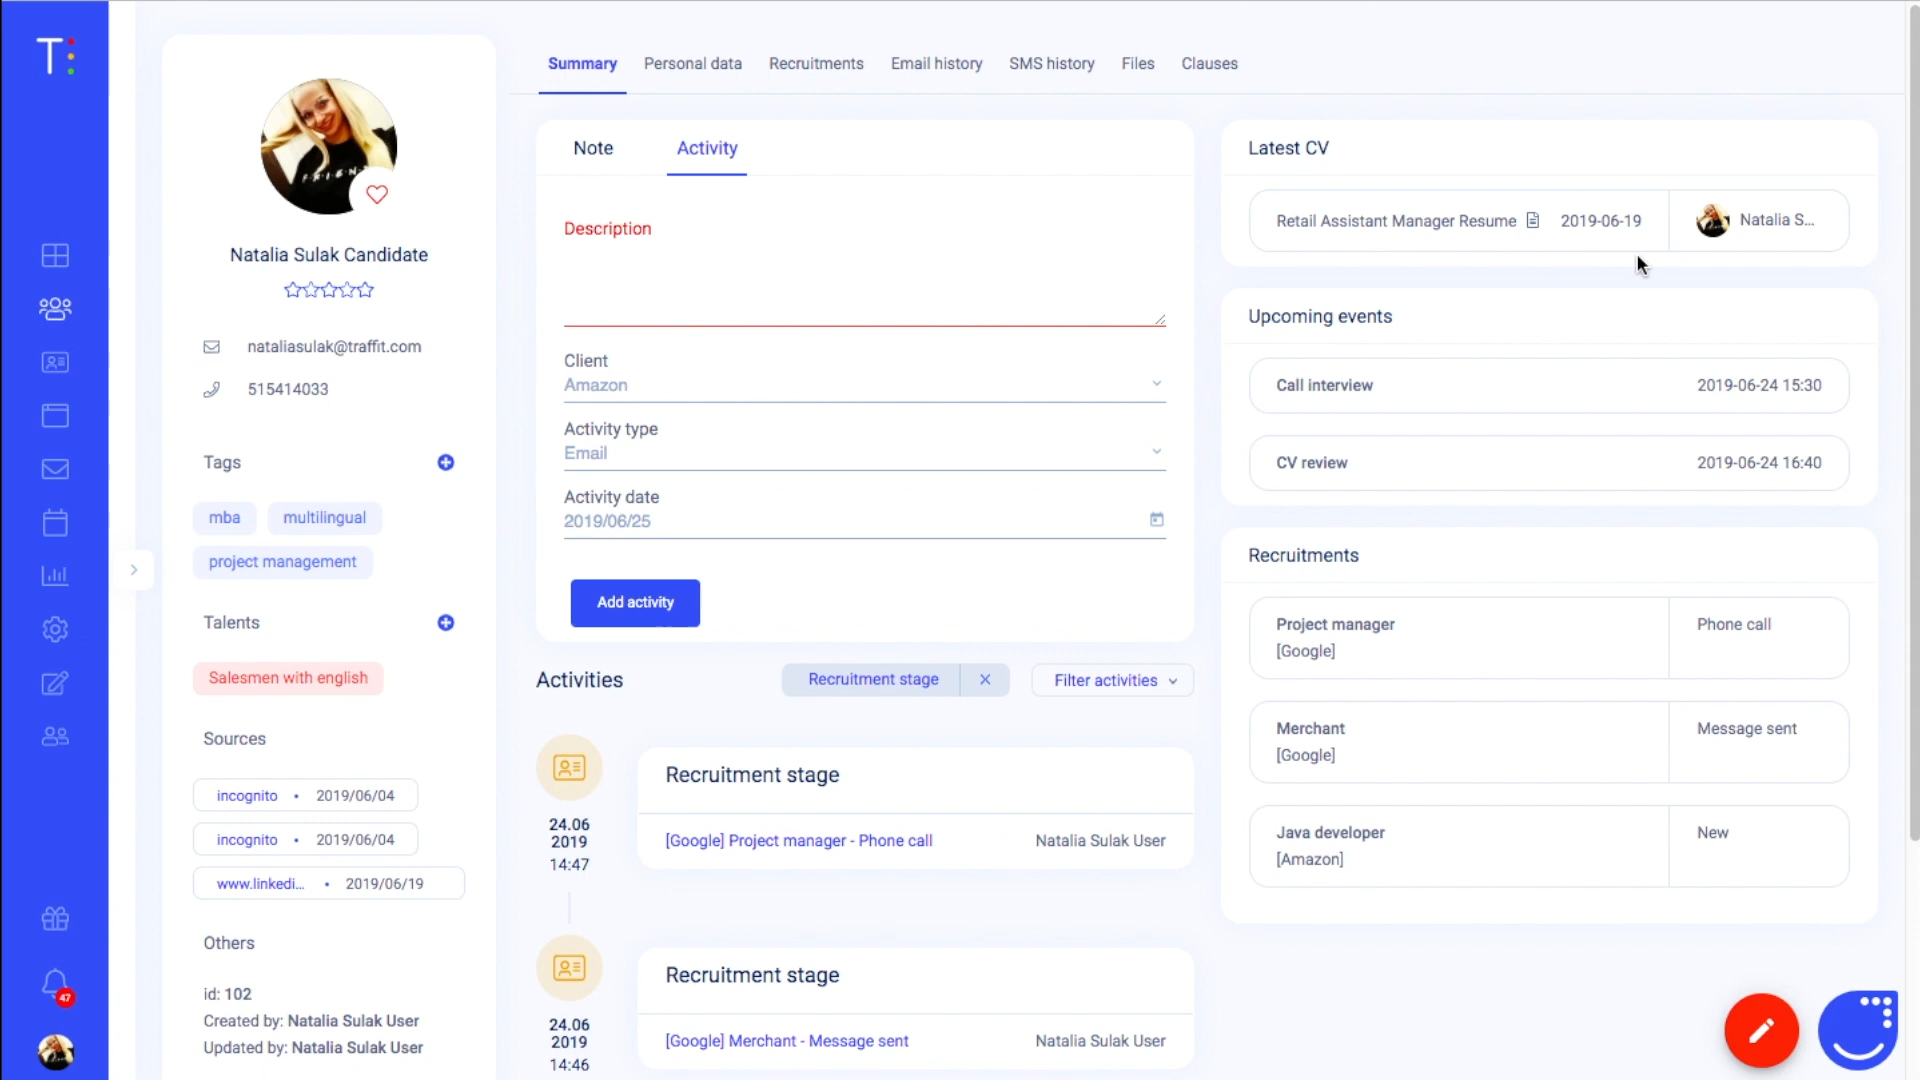 T:
Natalia Sulak Candidate
nataliasulak@traffit.com
515414033
Tags
mba
multilingual
project management
Talents
Salesmen with english
Sources
incognito • 2019/06/04
incognito • 2019/06/04
www.linkedi... • 2019/06/19
Others
id: 102
Created by: Natalia Sulak User
Updated by: Natalia Sulak User
47
Summary
Personal data
Recruitments
Email history
SMS history
Files
Clauses
Note
Activity
Description
Client
Amazon
Activity type
Email
Activity date
2019/06/25
Add activity
Activities
Recruitment stage
Filter activities
24.06
2019
14:47
Recruitment stage
[Google] Project manager - Phone call
Natalia Sulak User
24.06
2019
14:46
Recruitment stage
[Google] Merchant - Message sent
Natalia Sulak User
Latest CV
Retail Assistant Manager Resume
2019-06-19
Natalia S...
Upcoming events
Call interview
2019-06-24 15:30
CV review
2019-06-24 16:40
Recruitments
Project manager
[Google]
Phone call
Merchant
[Google]
Message sent
Java developer
[Amazon]
New